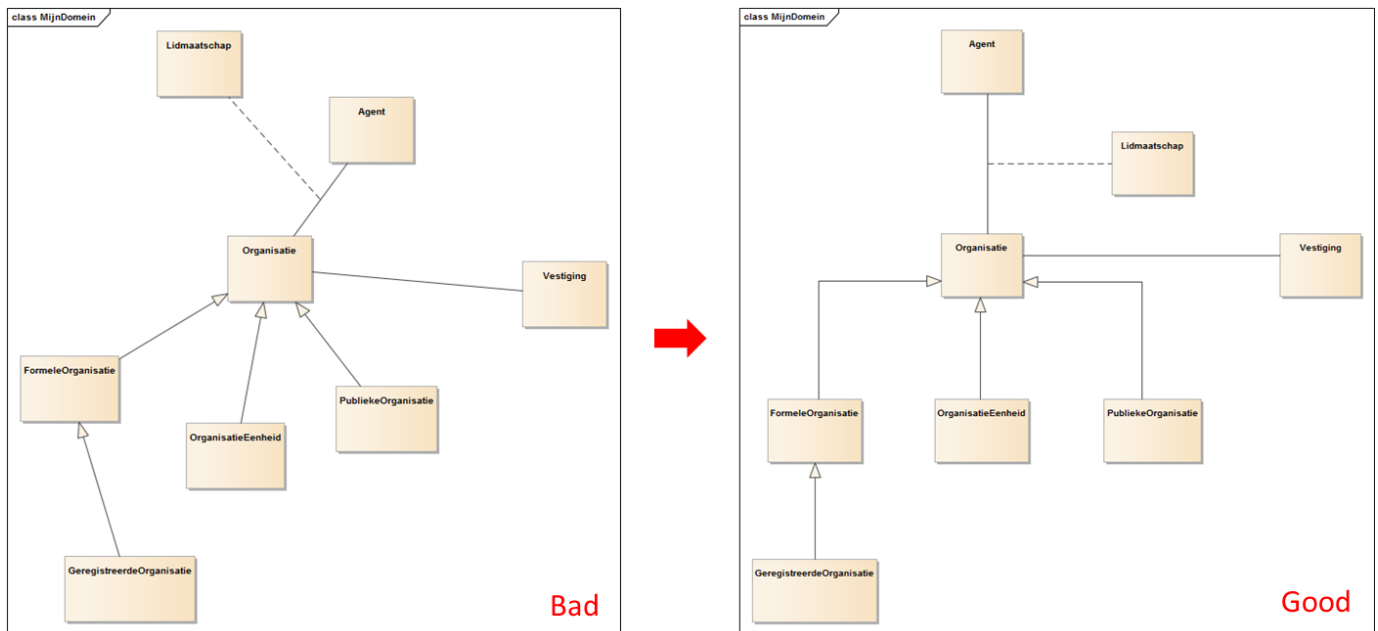 class MijnDomein
Lidmaatschap
Agent
Organisatie
Vestiging
FormeleOrganisatie
PubliekeOrganisatie
OrganisatieEenheid
GeregistreerdeOrganisatie
Bad
class MijnDomein
Agent
Lidmaatschap
Organisatie
Vestiging
FormeleOrganisatie
OrganisatieEenheid
PubliekeOrganisatie
GeregistreerdeOrganisatie
Good